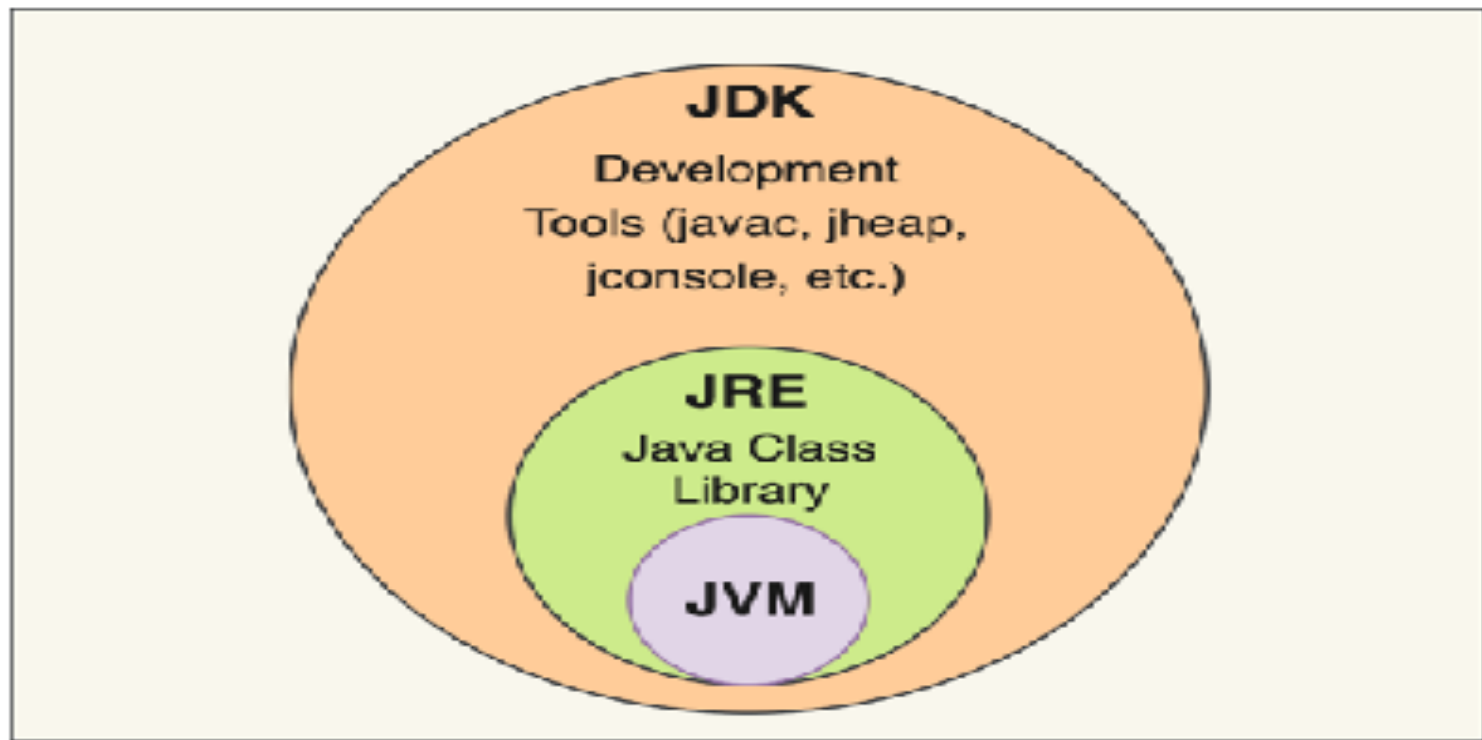 JDK
Development
Tools (javac, jheap,
jconsole, etc.)
JRE
Java Class
Library
JVM